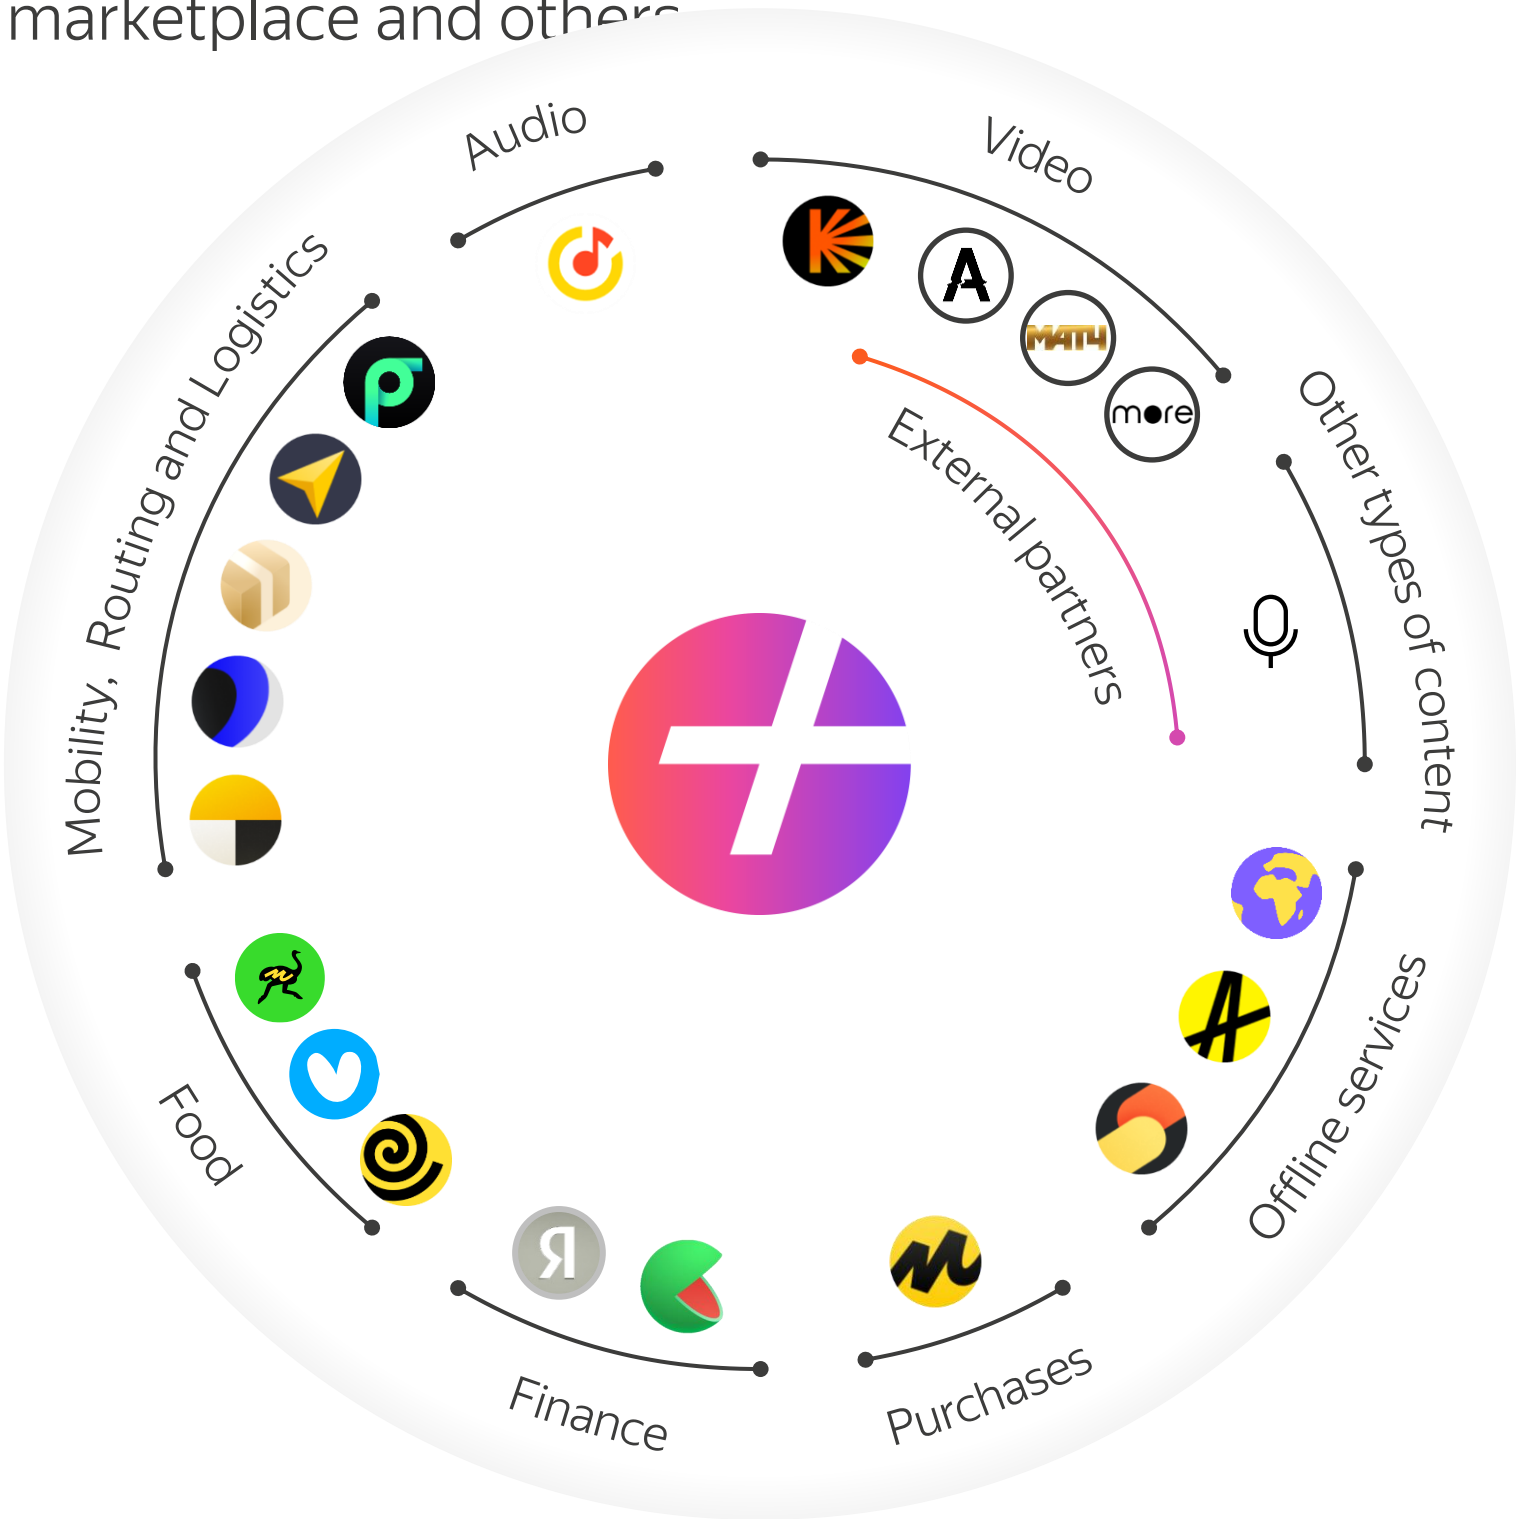 marketplace and others
Audio
Video
Mobility, Routing and Logistics
Other types of content
External partners
МАТЧ
more
Food
Я
Finance
Purchases
Offline services